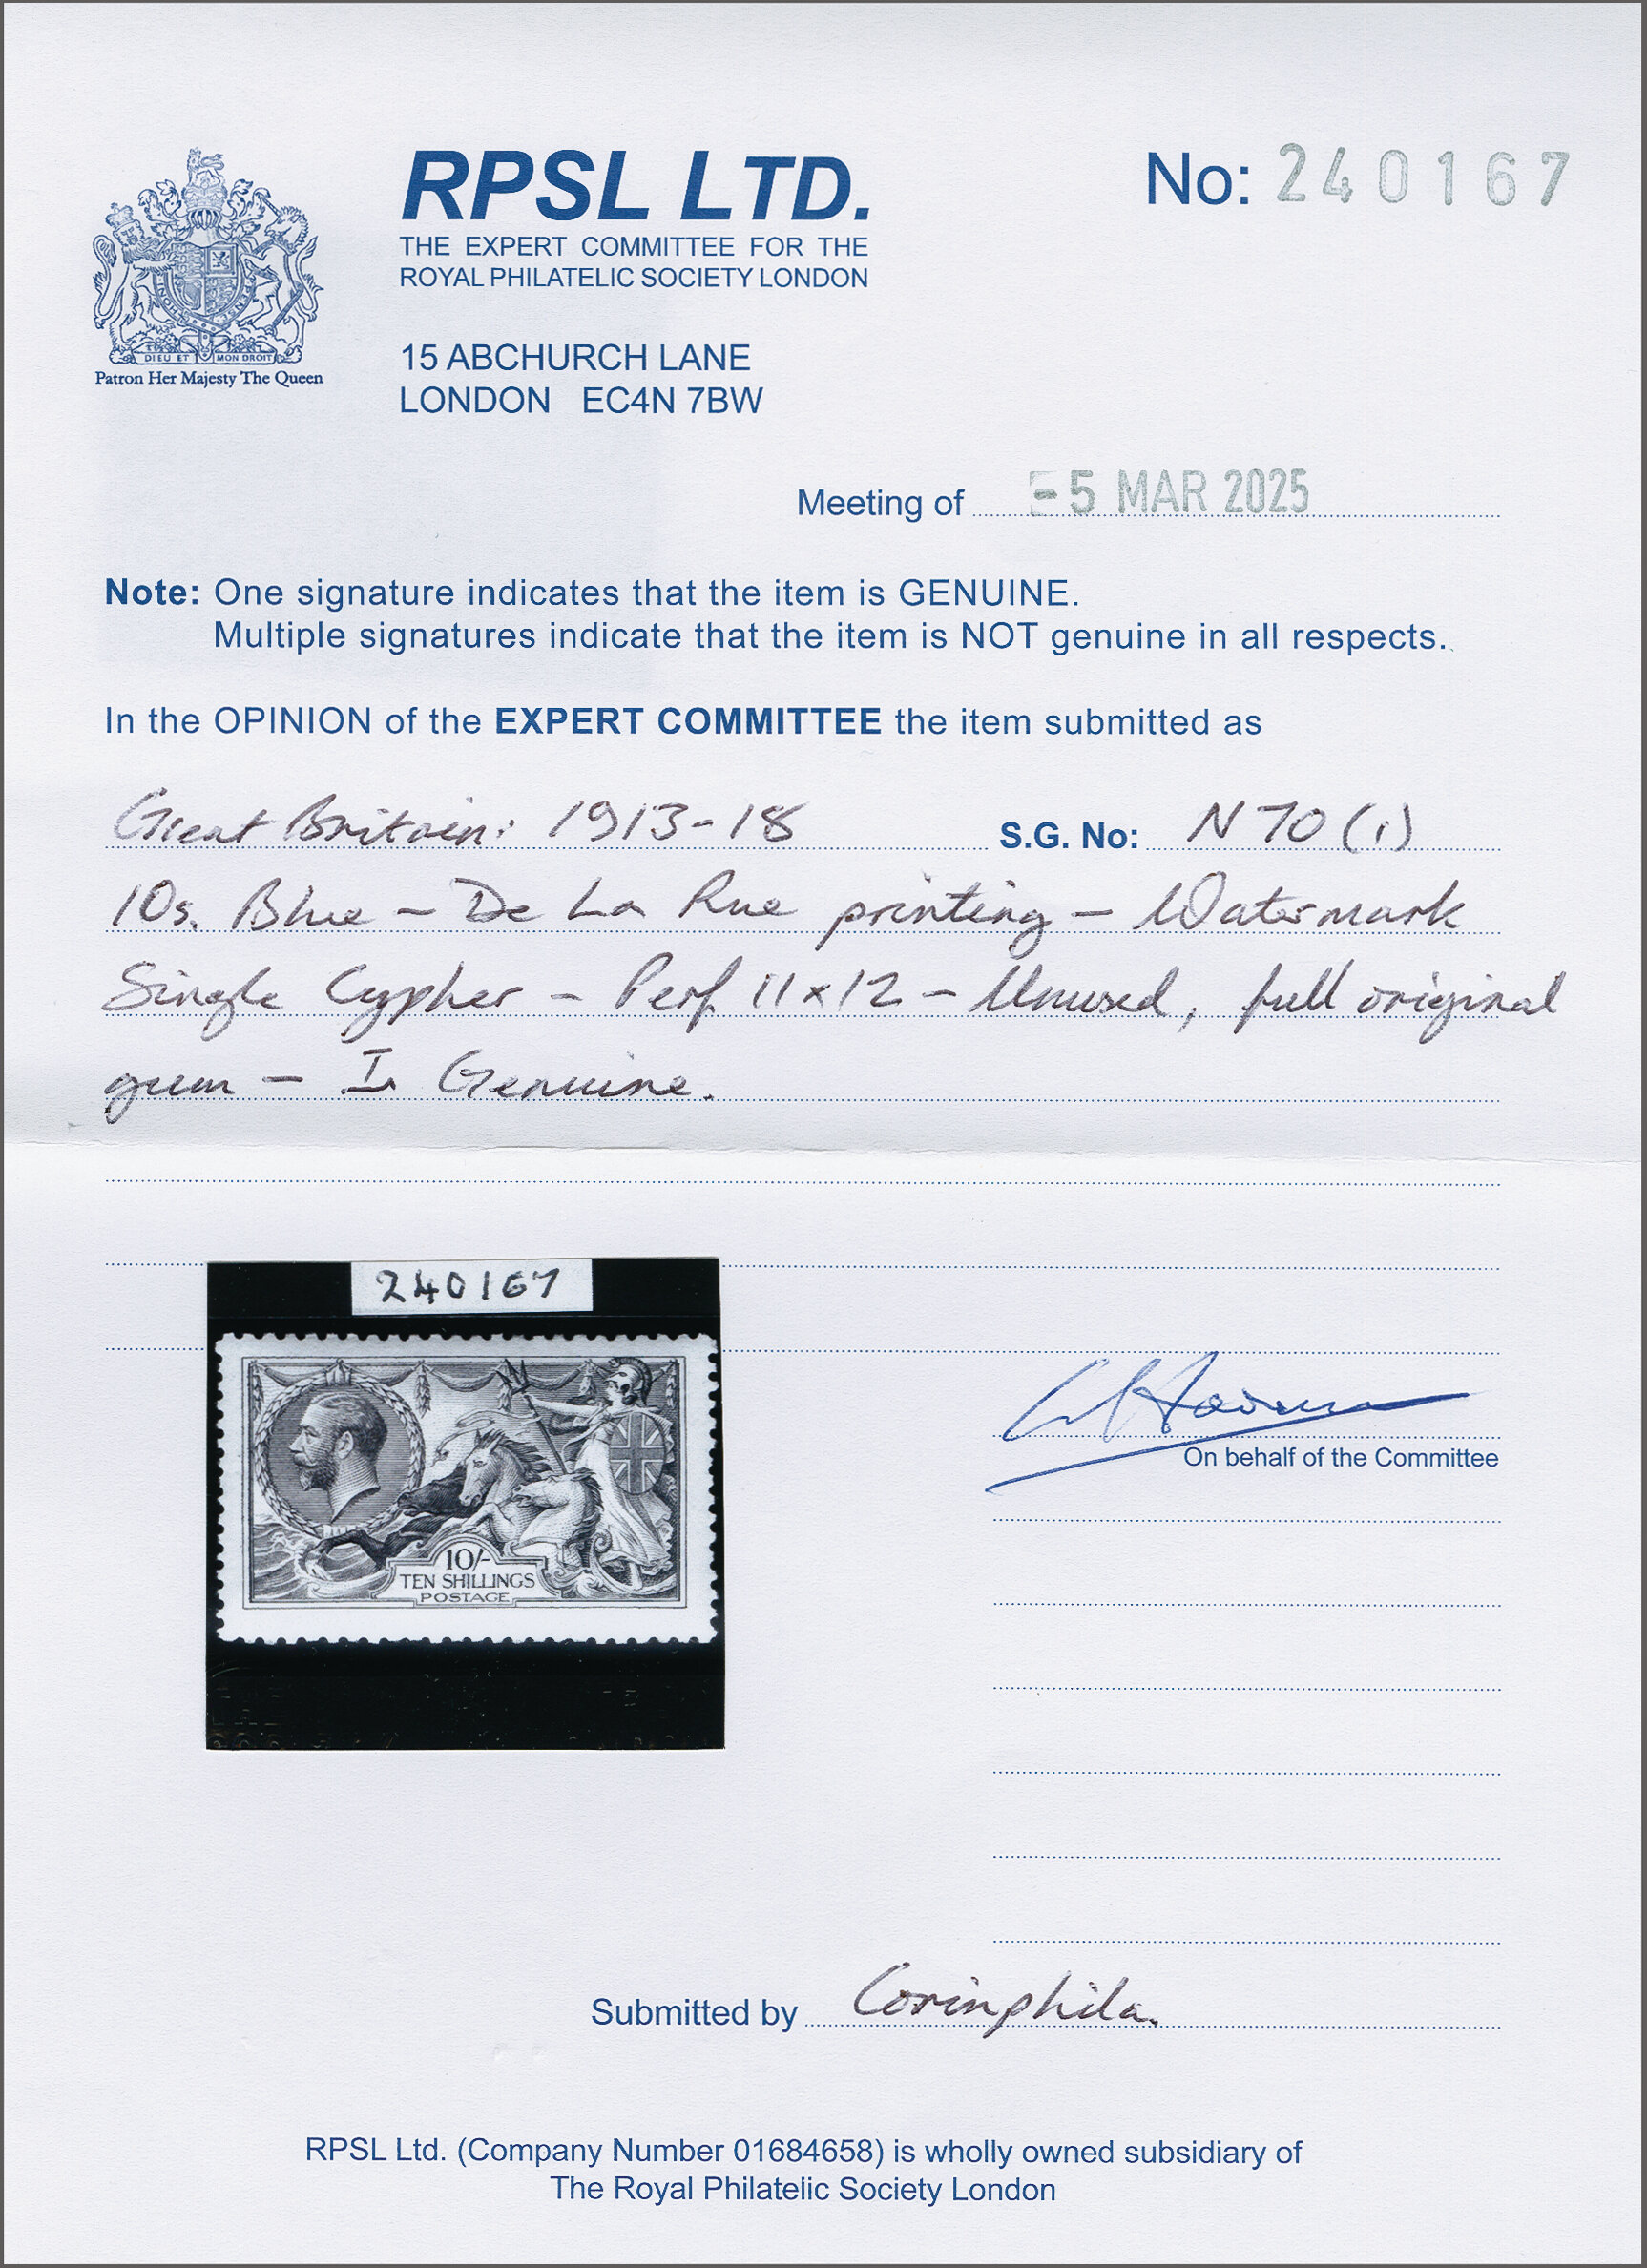 RPSL LTD.
No: 240167
THE EXPERT COMMITTEE FOR THE
ROYAL PHILATELIC SOCIETY LONDON
DIEU ET MON DROIT
Patron Her Majesty The Queen
15 ABCHURCH LANE
LONDON EC4N 7BW
Meeting of -5 MAR 2025
Note: One signature indicates that the item is GENUINE.
Multiple signatures indicate that the item is NOT genuine in all respects.
In the OPINION of the EXPERT COMMITTEE the item submitted as
Great Britain: 1913-18 S.G. No: N70(1)
10s. Blue - De La Rue printing - Watermark
Single Cypher - Perf 11x12 - Unused, full original
gum - Is Genuine.
240167
10/-
TEN SHILLINGS
POSTAGE
On behalf of the Committee
Submitted by Corinphila.
RPSL Ltd. (Company Number 01684658) is wholly owned subsidiary of
The Royal Philatelic Society London